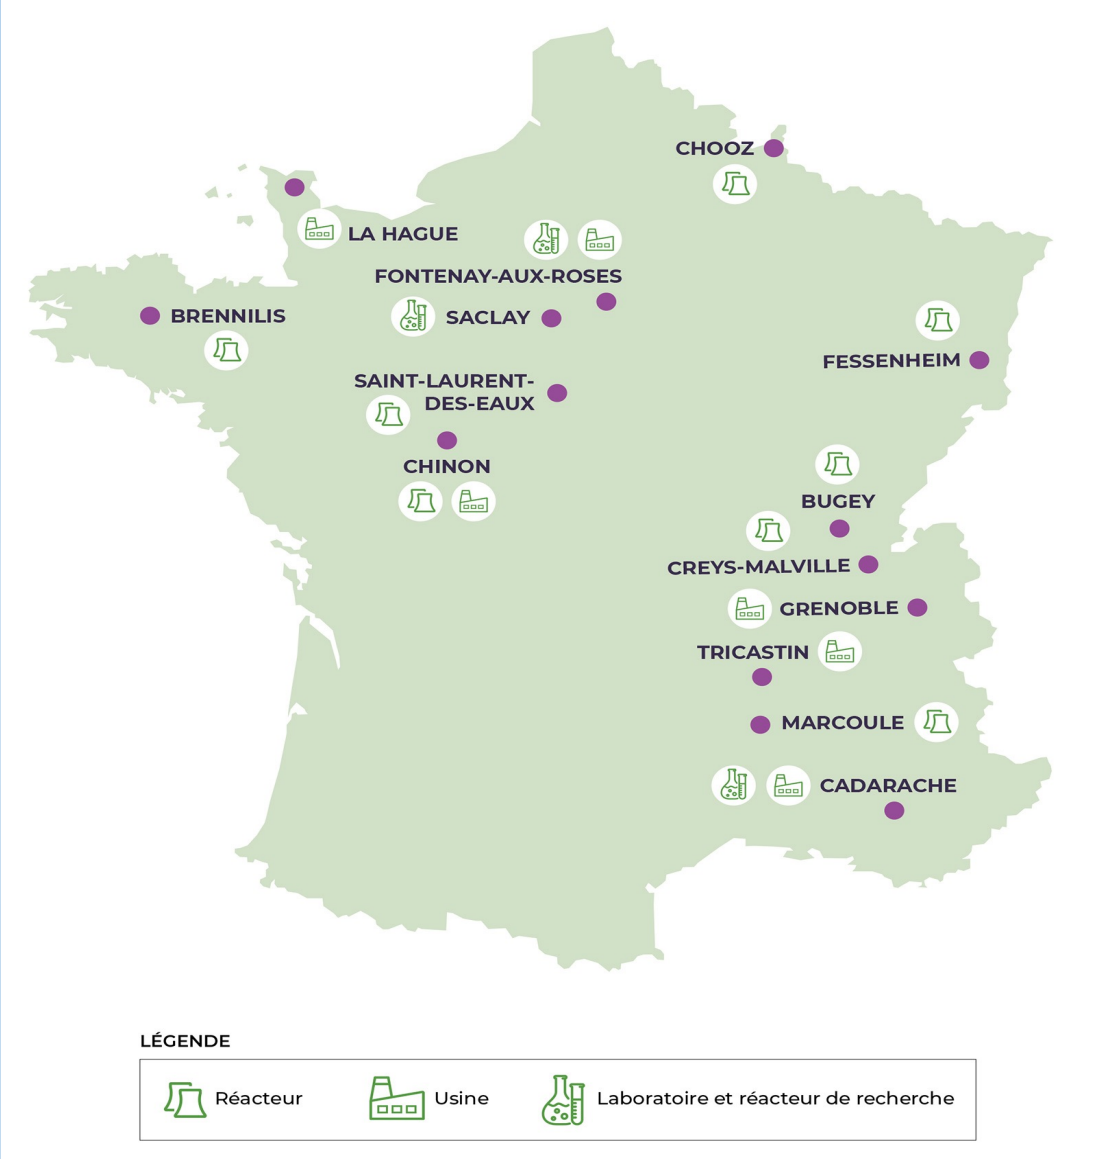 CHOOZ
LA HAGUE
FONTENAY-AUX-ROSES
BRENNILIS
SACLAY
FESSENHEIM
SAINT-LAURENT-
DES-EAUX
CHINON
BUGEY
CREYS-MALVILLE
GRENOBLE
TRICASTIN
MARCOULE
CADARACHE
LÉGENDE
Réacteur
Usine
Laboratoire et réacteur de recherche